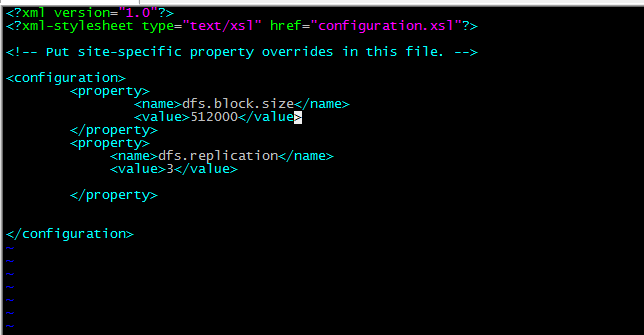 <?xml version="1.0"?>
<?xml-stylesheet type="text/xsl" href="configuration.xsl"?>
<!-- Put site-specific property overrides in this file. -->
<configuration>
<property>
<name>dfs.block.size</name>
<value>512000</value>
</property>
<property>
<name>dfs.replication</name>
<value>3</value>
</property>
</configuration>
~
~
~
~
~
~
~